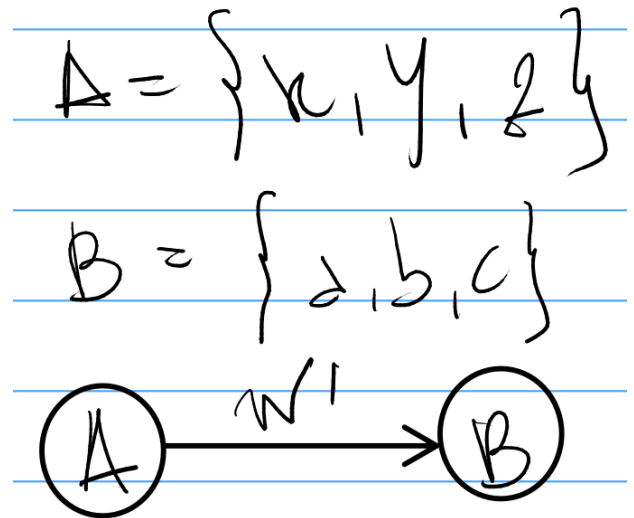 A = {x, y, z}
B = {a, b, c}
W1
A B